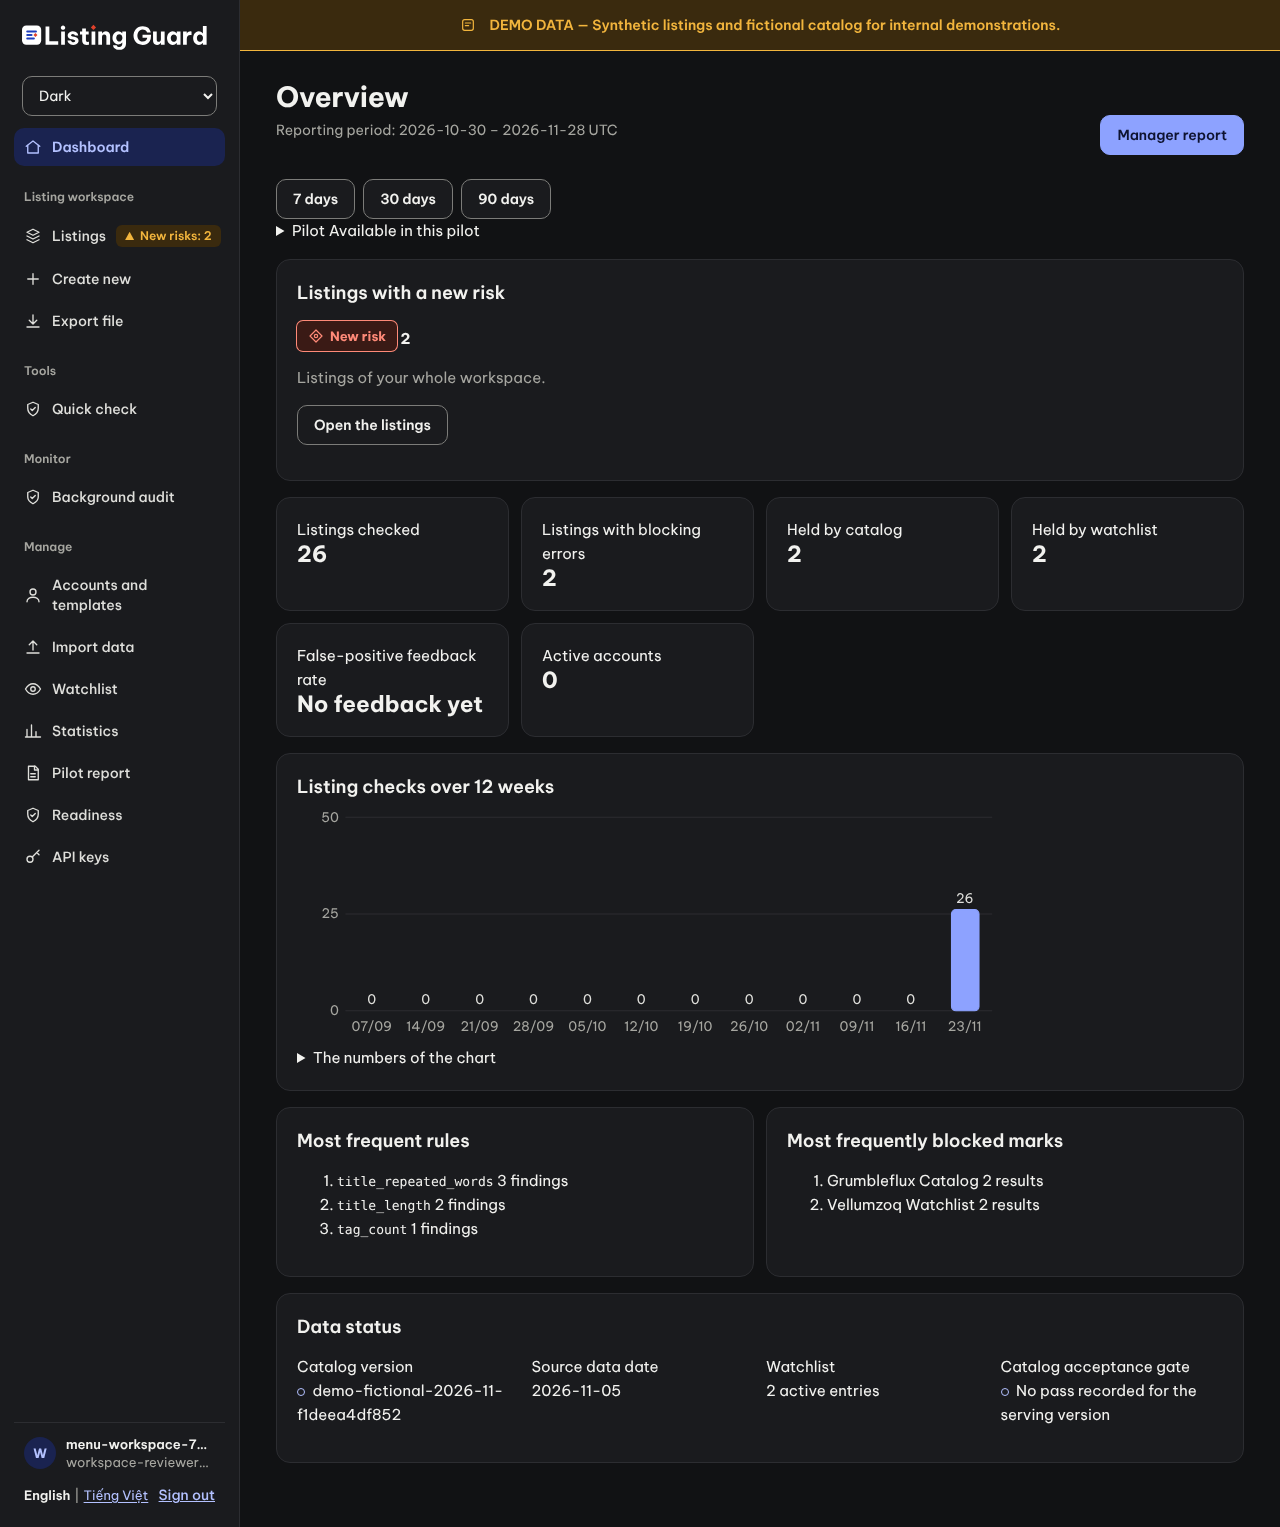 Listing Guard
Dark
Dashboard
Listing workspace
Listings
New risks: 2
Create new
Export file
Tools
Quick check
Monitor
Background audit
Manage
Accounts and
templates
Import data
Watchlist
Statistics
Pilot report
Readiness
API keys
W
menu-workspace-7...
workspace-reviewer...
English | Tiếng Việt Sign out
DEMO DATA — Synthetic listings and fictional catalog for internal demonstrations.
Overview
Reporting period: 2026-10-30 – 2026-11-28 UTC
Manager report
7 days
30 days
90 days
Pilot Available in this pilot
Listings with a new risk
New risk 2
Listings of your whole workspace.
Open the listings
Listings checked
26
Listings with blocking
errors
2
Held by catalog
2
Held by watchlist
2
False-positive feedback
rate
No feedback yet
Active accounts
0
Listing checks over 12 weeks
50
25
0
26
0 0 0 0 0 0 0 0 0 0 0
07/09 14/09 21/09 28/09 05/10 12/10 19/10 26/10 02/11 09/11 16/11 23/11
The numbers of the chart
Most frequent rules
1. title_repeated_words 3 findings
2. title_length 2 findings
3. tag_count 1 findings
Most frequently blocked marks
1. Grumbleflux Catalog 2 results
2. Vellumzoq Watchlist 2 results
Data status
Catalog version
demo-fictional-2026-11-
f1deea4df852
Source data date
2026-11-05
Watchlist
2 active entries
Catalog acceptance gate
No pass recorded for the
serving version